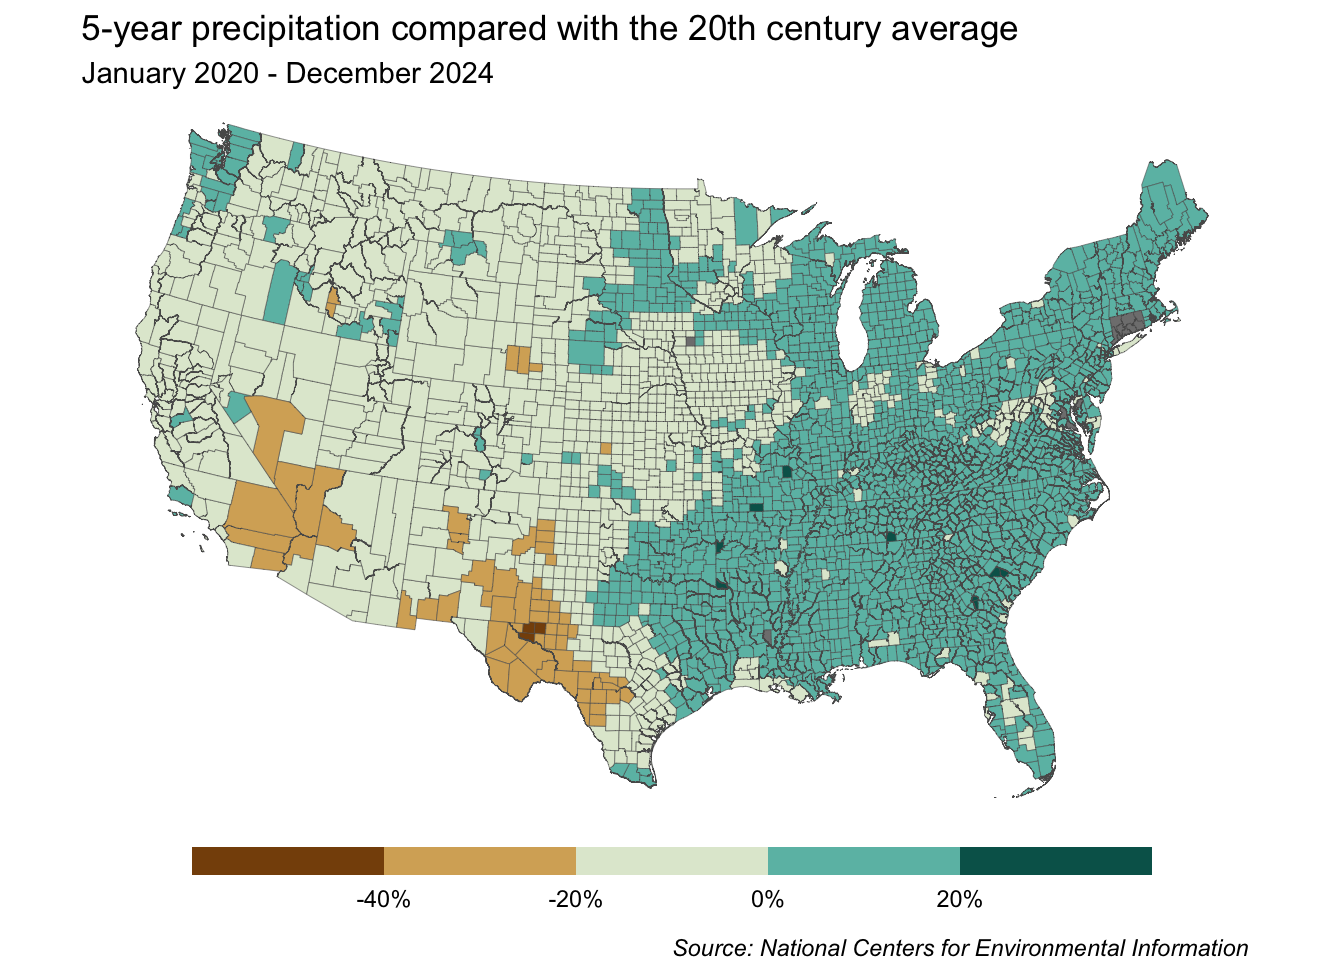 5-year precipitation compared with the 20th century average
January 2020 - December 2024
-40%
-20%
0%
20%
Source: National Centers for Environmental Information